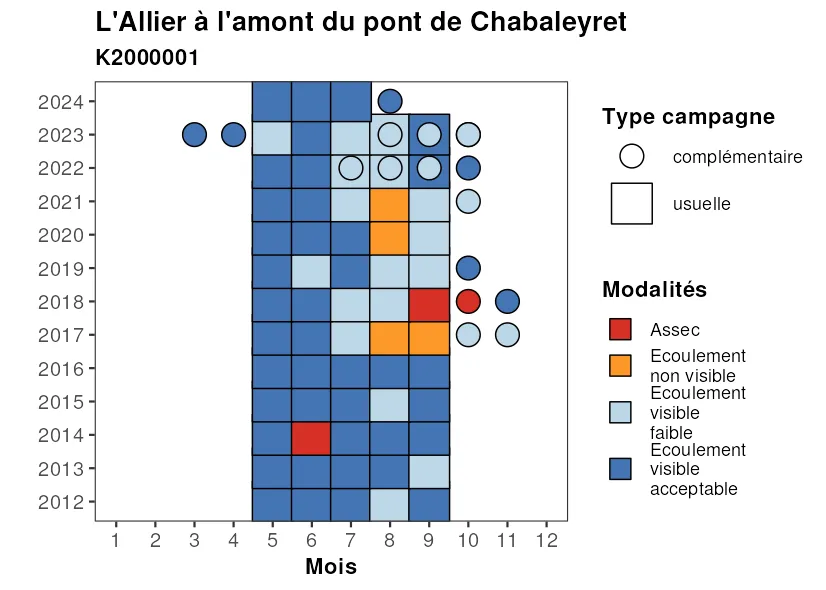 L'Allier à l'amont du pont de Chabaleyret
K2000001
2024
2023
2022
2021
2020
2019
2018
2017
2016
2015
2014
2013
2012
1 2 3 4 5 6 7 8 9 10 11 12
Mois
Type campagne
complémentaire
usuelle
Modalités
Assec
Ecoulement
non visible
Ecoulement
visible
faible
Ecoulement
visible
acceptable